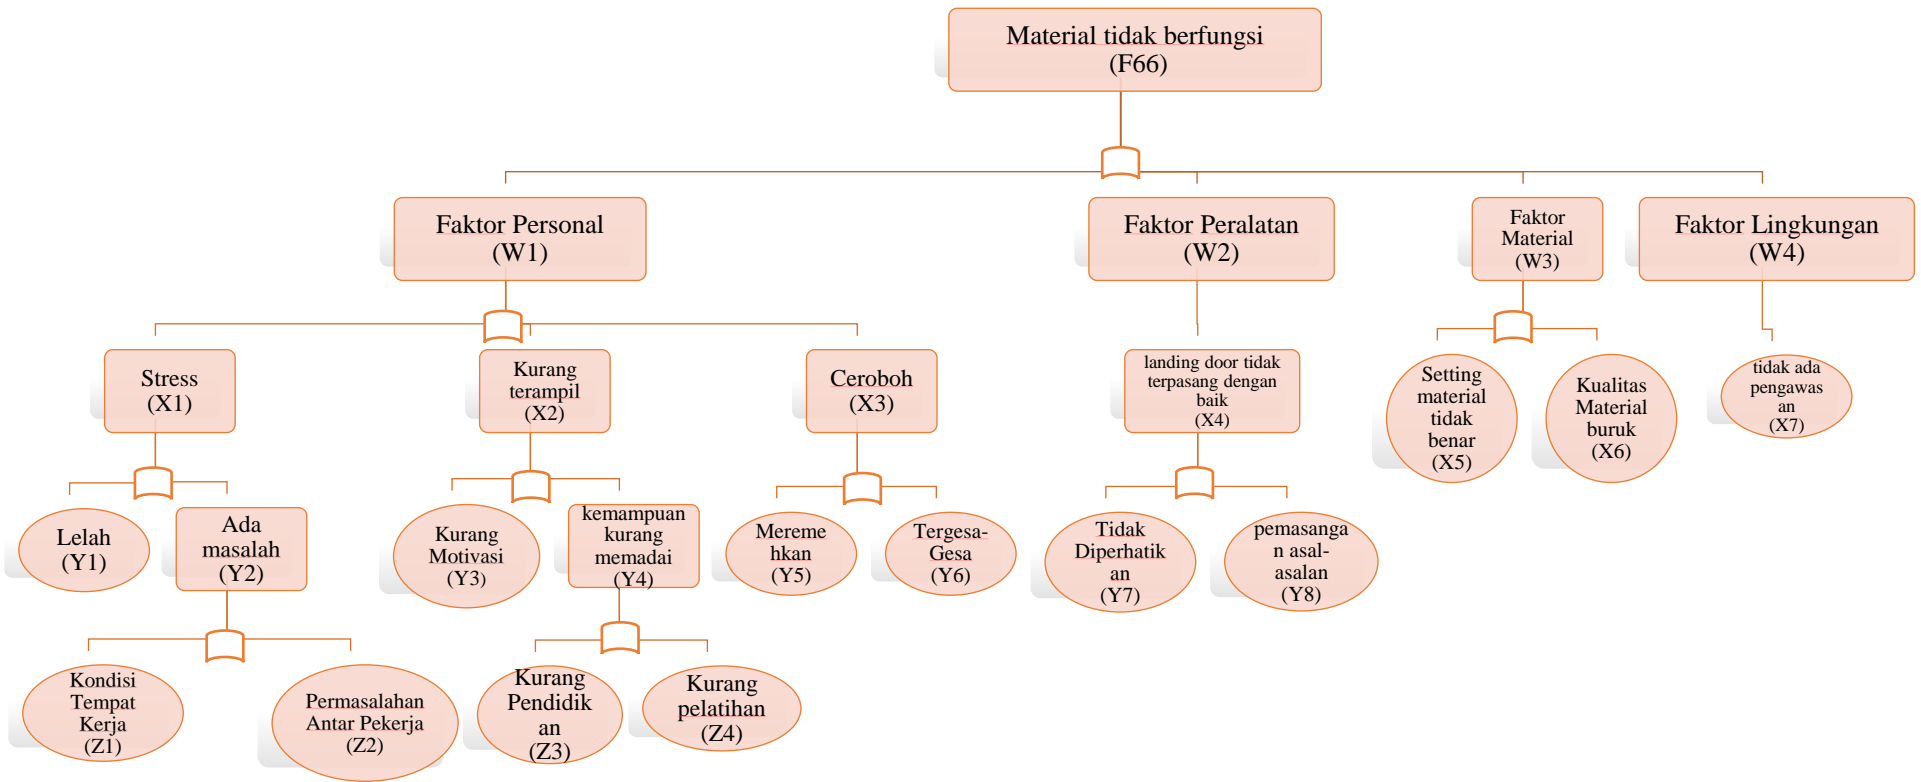 Material tidak berfungsi
(F66)
Faktor Personal
(W1)
Faktor Peralatan
(W2)
Faktor
Material
(W3)
Faktor Lingkungan
(W4)
Stress
(X1)
Kurang
terampil
(X2)
Ceroboh
(X3)
landing door tidak
terpasang dengan
baik
(X4)
Setting
material
tidak
benar
(X5)
Kualitas
Material
buruk
(X6)
tidak ada
pengawas
an
(X7)
Lelah
(Y1)
Ada
masalah
(Y2)
Kurang
Motivasi
(Y3)
kemampuan
kurang
memadai
(Y4)
Mereme
hkan
(Y5)
Tergesa-
Gesa
(Y6)
Tidak
Diperhatik
an
(Y7)
pemasanga
n asal-
asalan
(Y8)
Kondisi
Tempat
Kerja
(Z1)
Permasalahan
Antar Pekerja
(Z2)
Kurang
Pendidik
an
(Z3)
Kurang
pelatihan
(Z4)